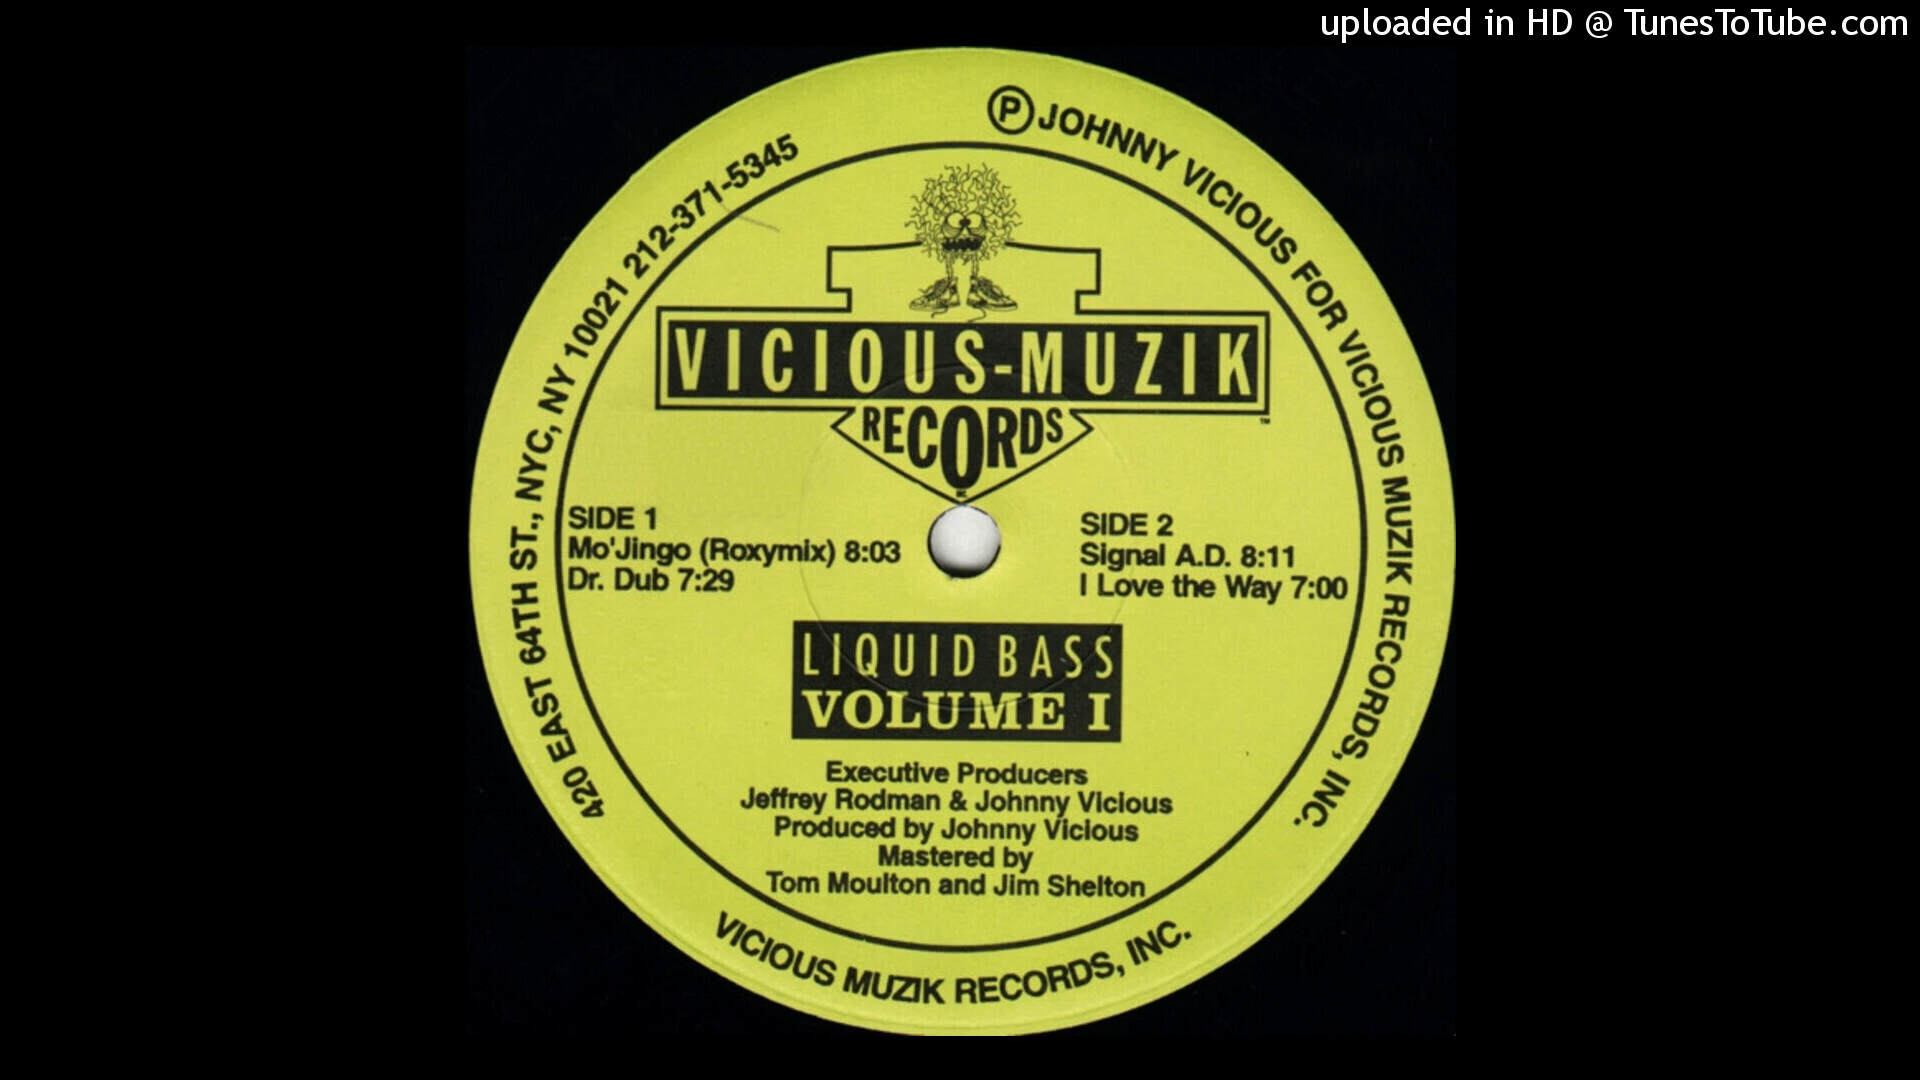 uploaded in HD @ TunesToTube.com
420 EAST 64TH ST., NYC, NY 10021 212-371-5345
Ⓟ JOHNNY VICIOUS FOR VICIOUS MUZIK RECORDS, INC.
VICIOUS-MUZIK
TM
RECORDS
SIDE 1
Mo'Jingo (Roxymix) 8:03
Dr. Dub 7:29
SIDE 2
Signal A.D. 8:11
I Love the Way 7:00
LIQUID BASS
VOLUME I
Executive Producers
Jeffrey Rodman & Johnny Vicious
Produced by Johnny Vicious
Mastered by
Tom Moulton and Jim Shelton
VICIOUS MUZIK RECORDS, INC.